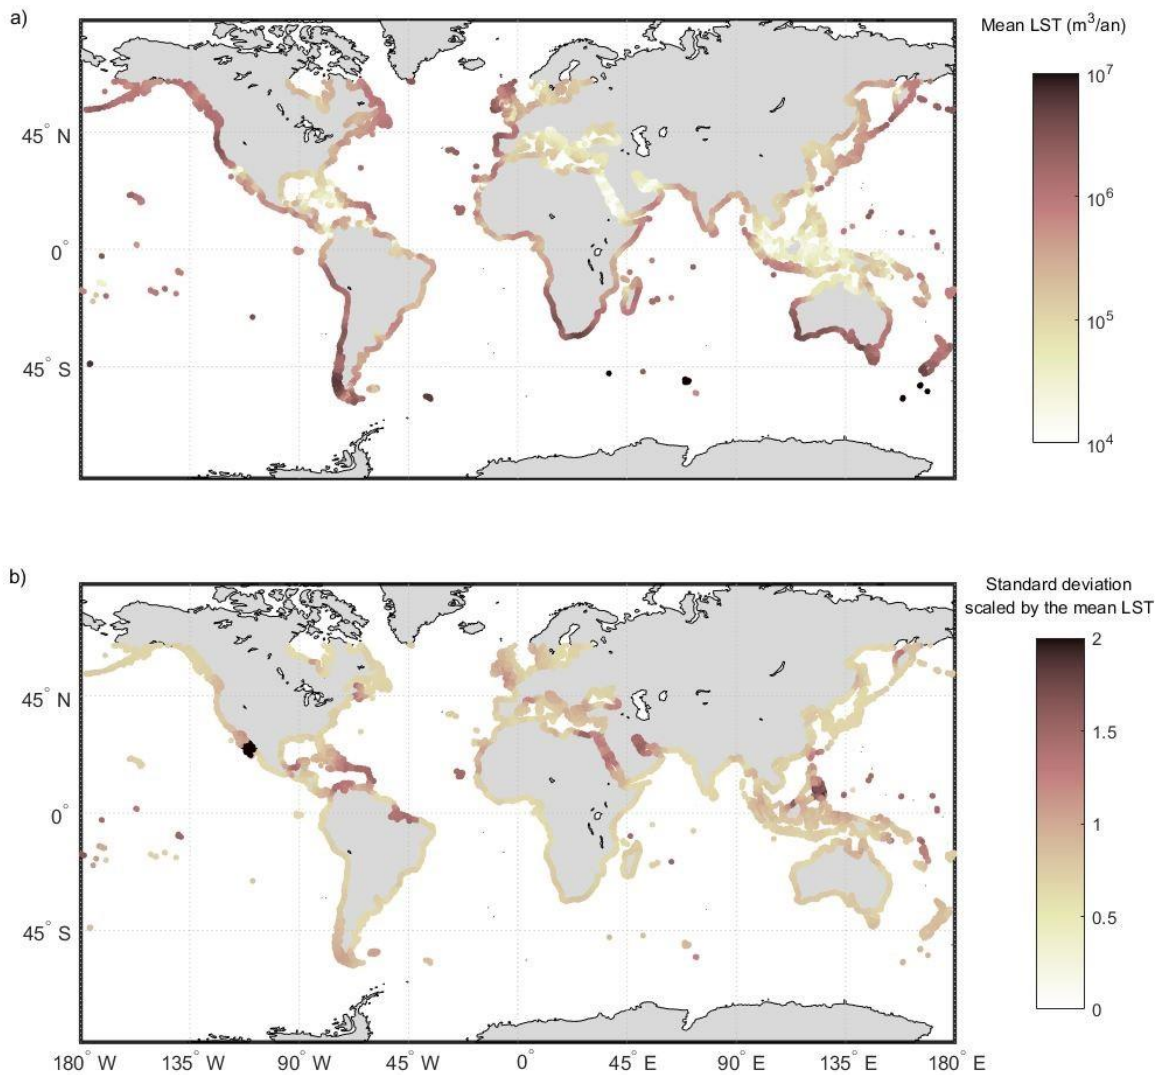 a)
Mean LST (m³/an)
10⁷
10⁶
10⁵
10⁴
45° N
0°
45° S
b)
Standard deviation
scaled by the mean LST
2
1.5
1
0.5
0
45° N
0°
45° S
180° W 135° W 90° W 45° W 0° 45° E 90° E 135° E 180° E